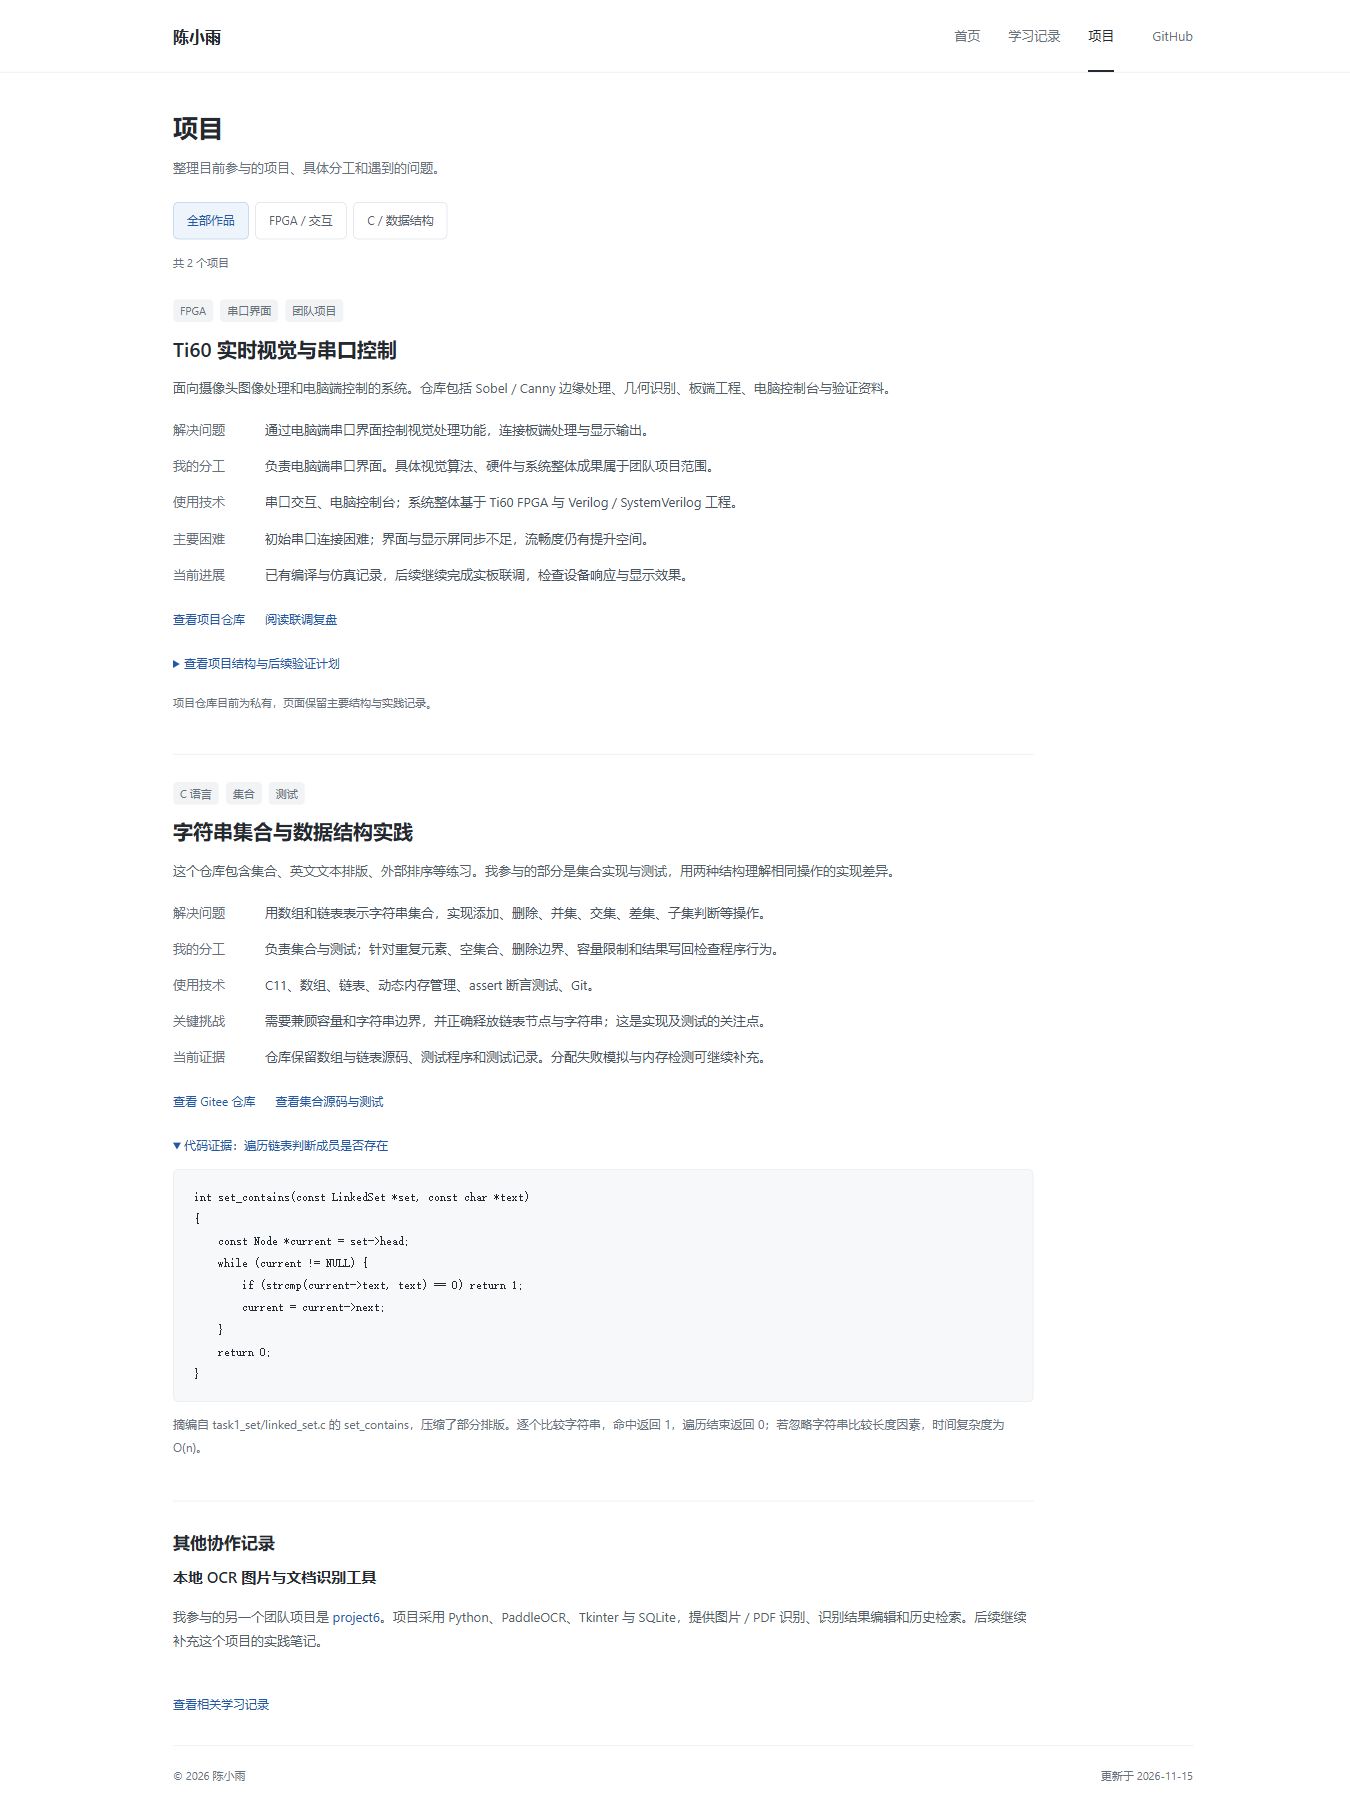 陈小雨
首页 学习记录 项目 GitHub
项目
整理目前参与的项目、具体分工和遇到的问题。
全部作品 FPGA / 交互 C / 数据结构
共 2 个项目
FPGA 串口界面 团队项目
Ti60 实时视觉与串口控制
面向摄像头图像处理和电脑端控制的系统。仓库包括 Sobel / Canny 边缘处理、几何识别、板端工程、电脑控制台与验证资料。
解决问题 通过电脑端串口界面控制视觉处理功能，连接板端处理与显示输出。
我的分工 负责电脑端串口界面。具体视觉算法、硬件与系统整体成果属于团队项目范围。
使用技术 串口交互、电脑控制台；系统整体基于 Ti60 FPGA 与 Verilog / SystemVerilog 工程。
主要困难 初始串口连接困难；界面与显示屏同步不足，流畅度仍有提升空间。
当前进展 已有编译与仿真记录，后续继续完成实板联调，检查设备响应与显示效果。
查看项目仓库 阅读联调复盘
▶ 查看项目结构与后续验证计划
项目仓库目前为私有，页面保留主要结构与实践记录。
C 语言 集合 测试
字符串集合与数据结构实践
这个仓库包含集合、英文文本排版、外部排序等练习。我参与的部分是集合实现与测试，用两种结构理解相同操作的实现差异。
解决问题 用数组和链表表示字符串集合，实现添加、删除、并集、交集、差集、子集判断等操作。
我的分工 负责集合与测试；针对重复元素、空集合、删除边界、容量限制和结果写回检查程序行为。
使用技术 C11、数组、链表、动态内存管理、assert 断言测试、Git。
关键挑战 需要兼顾容量和字符串边界，并正确释放链表节点与字符串；这是实现及测试的关注点。
当前证据 仓库保留数组与链表源码、测试程序和测试记录。分配失败模拟与内存检测可继续补充。
查看 Gitee 仓库 查看集合源码与测试
▼ 代码证据：遍历链表判断成员是否存在
int set_contains(const LinkedSet *set, const char *text)
{
    const Node *current = set->head;
    while (current != NULL) {
        if (strcmp(current->text, text) == 0) return 1;
        current = current->next;
    }
    return 0;
}
摘编自 task1_set/linked_set.c 的 set_contains，压缩了部分排版。逐个比较字符串，命中返回 1，遍历结束返回 0；若忽略字符串比较长度因素，时间复杂度为
O(n)。
其他协作记录
本地 OCR 图片与文档识别工具
我参与的另一个团队项目是 project6。项目采用 Python、PaddleOCR、Tkinter 与 SQLite，提供图片 / PDF 识别、识别结果编辑和历史检索。后续继续
补充这个项目的实践笔记。
查看相关学习记录
© 2026 陈小雨 更新于 2026-11-15